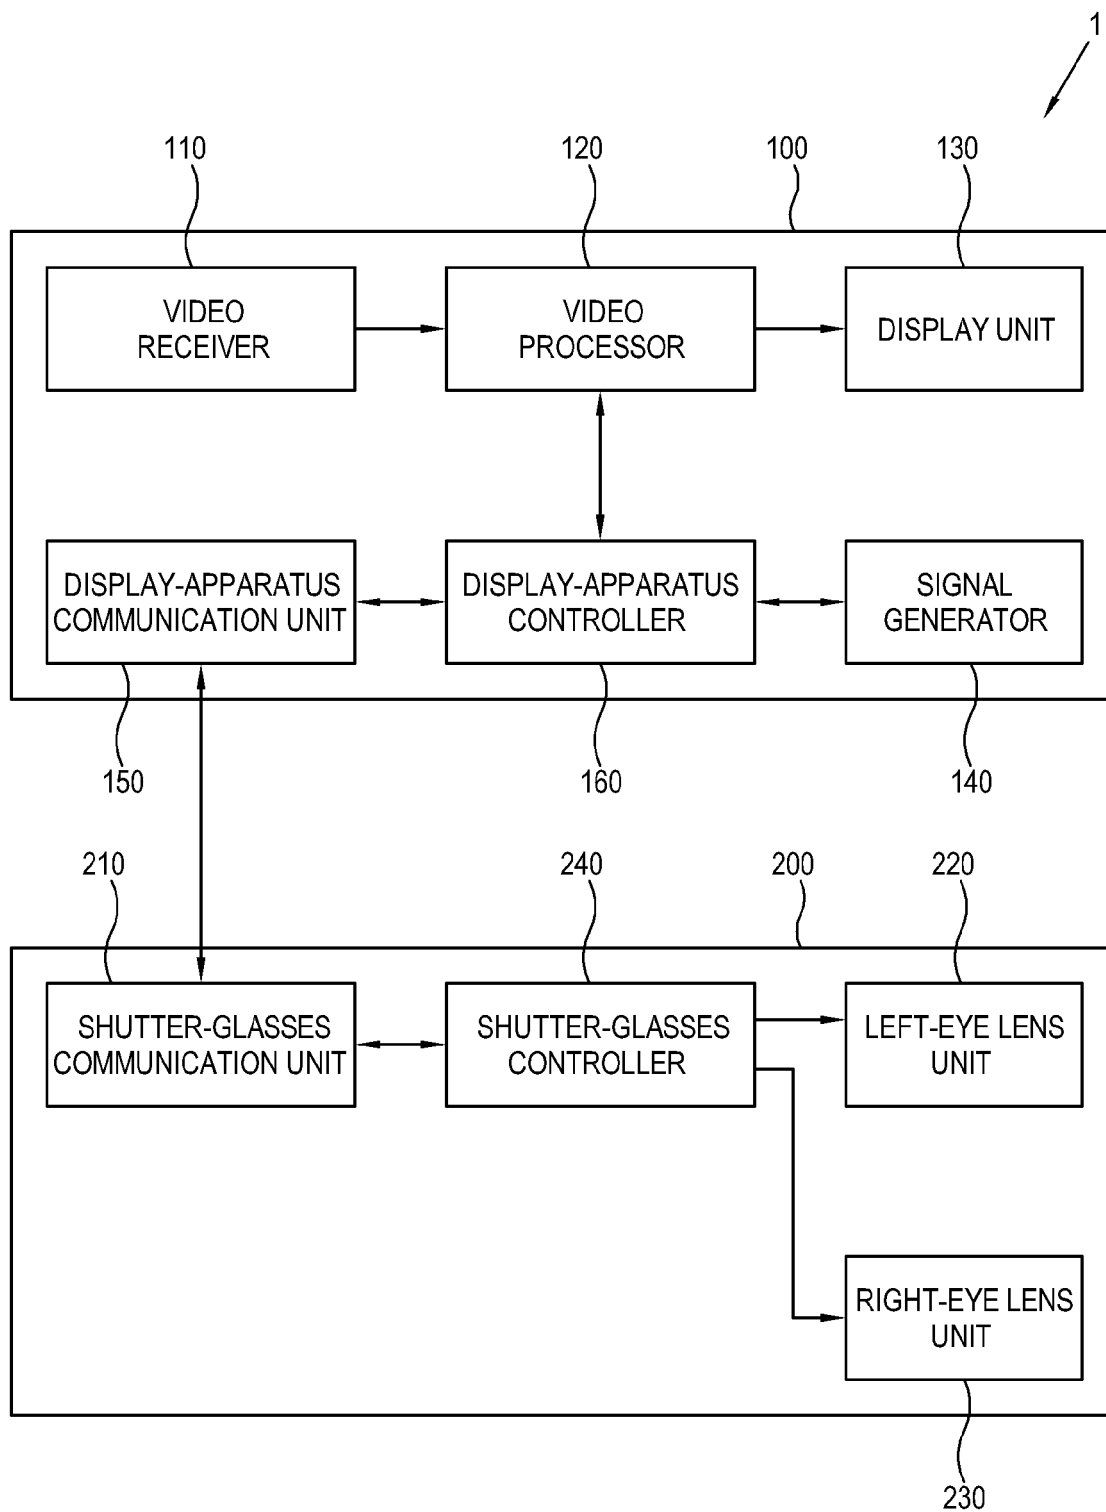 1
110
120
100
130
VIDEO
RECEIVER
VIDEO
PROCESSOR
DISPLAY UNIT
DISPLAY-APPARATUS
COMMUNICATION UNIT
DISPLAY-APPARATUS
CONTROLLER
SIGNAL
GENERATOR
150
160
140
210
240
200
220
SHUTTER-GLASSES
COMMUNICATION UNIT
SHUTTER-GLASSES
CONTROLLER
LEFT-EYE LENS
UNIT
RIGHT-EYE LENS
UNIT
230